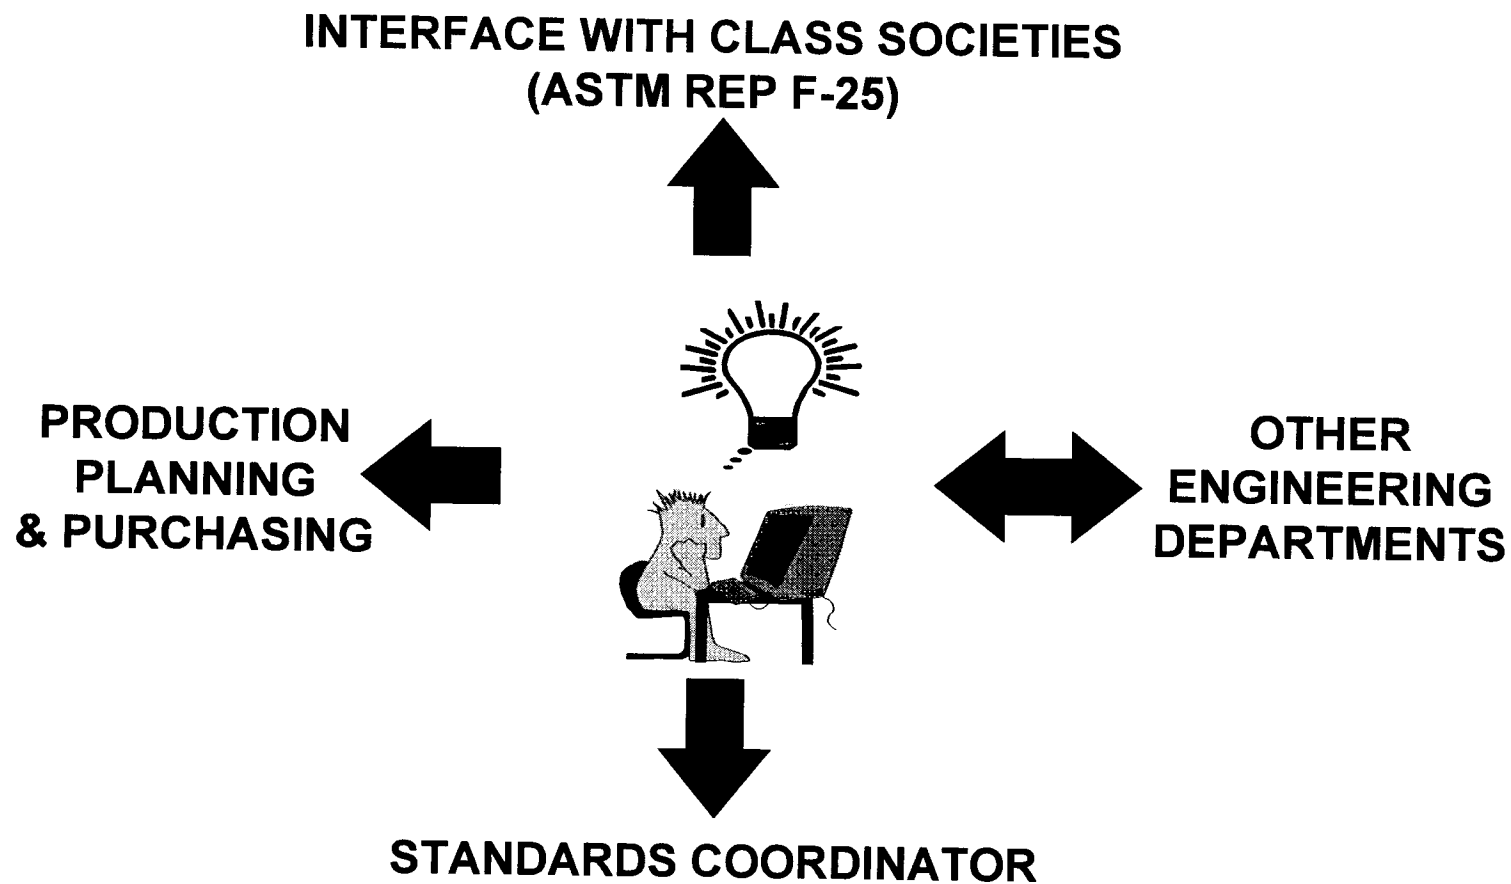 INTERFACE WITH CLASS SOCIETIES
(ASTM REP F-25)
PRODUCTION
PLANNING
& PURCHASING
OTHER
ENGINEERING
DEPARTMENTS
STANDARDS COORDINATOR